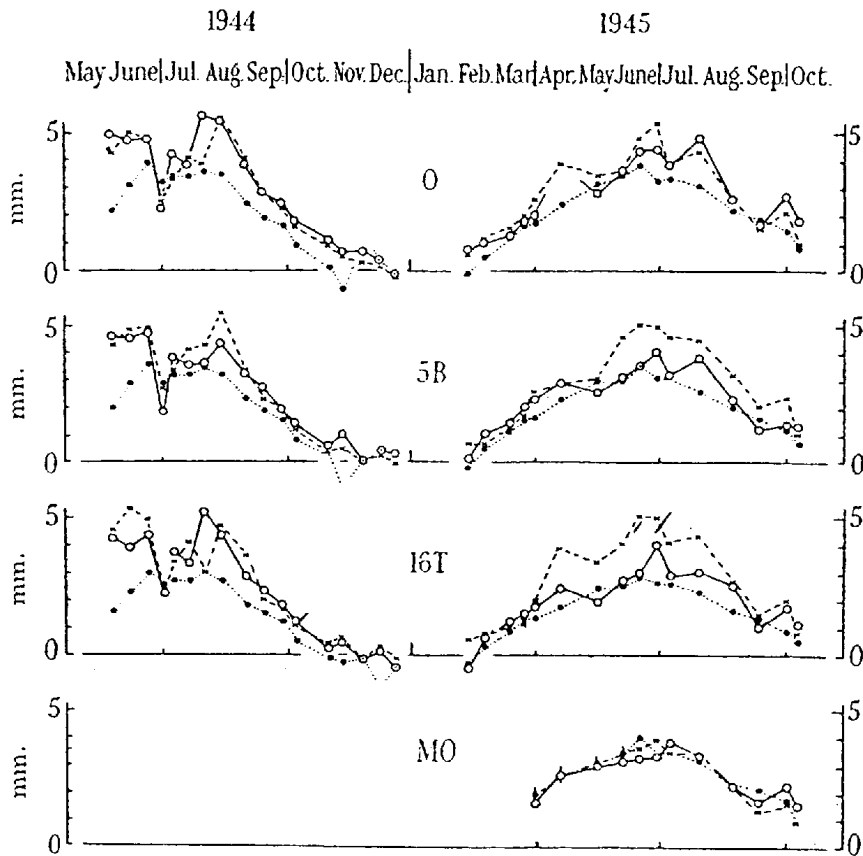 1944 1945
May June Jul. Aug. Sep. Oct. Nov. Dec. Jan. Feb. Mar. Apr. May June Jul. Aug. Sep. Oct.
5 5
mm. O
0 0
5 5
mm. 5B
0 0
5 5
mm. 16T
0 0
5 5
mm. MO
0 0